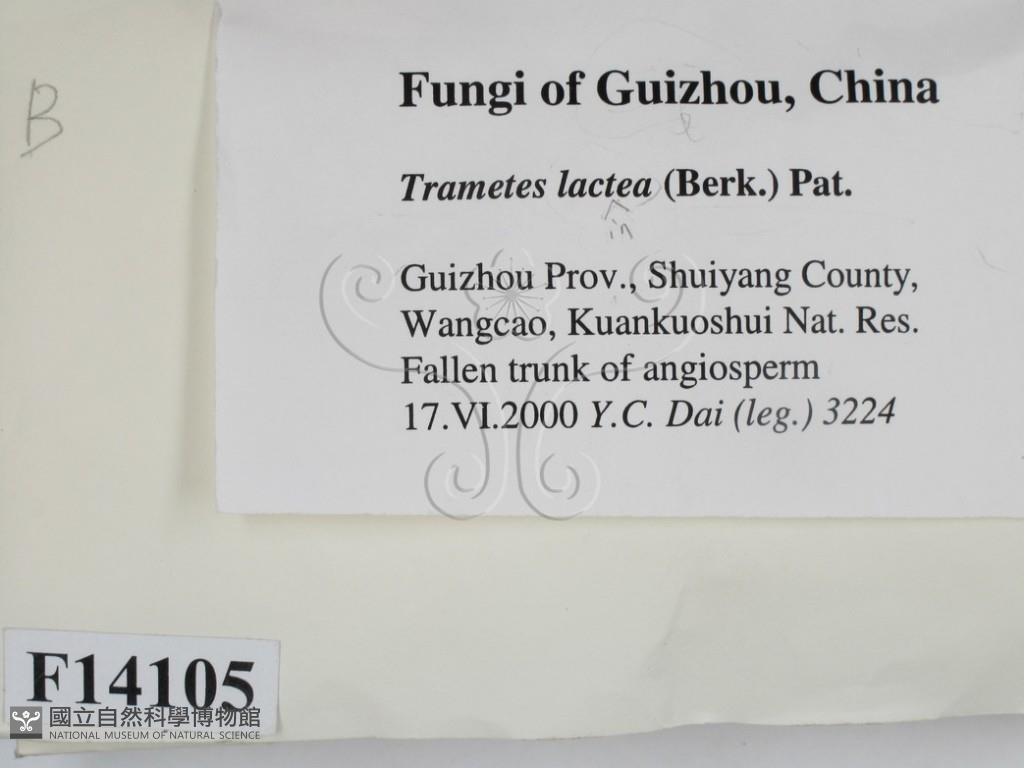 B
Fungi of Guizhou, China
Trametes lactea (Berk.) Pat.
in
Guizhou Prov., Shuiyang County,
Wangcao, Kuankuoshui Nat. Res.
Fallen trunk of angiosperm
17.VI.2000 Y.C. Dai (leg.) 3224
F14105
國立自然科學博物館
NATIONAL MUSEUM OF NATURAL SCIENCE